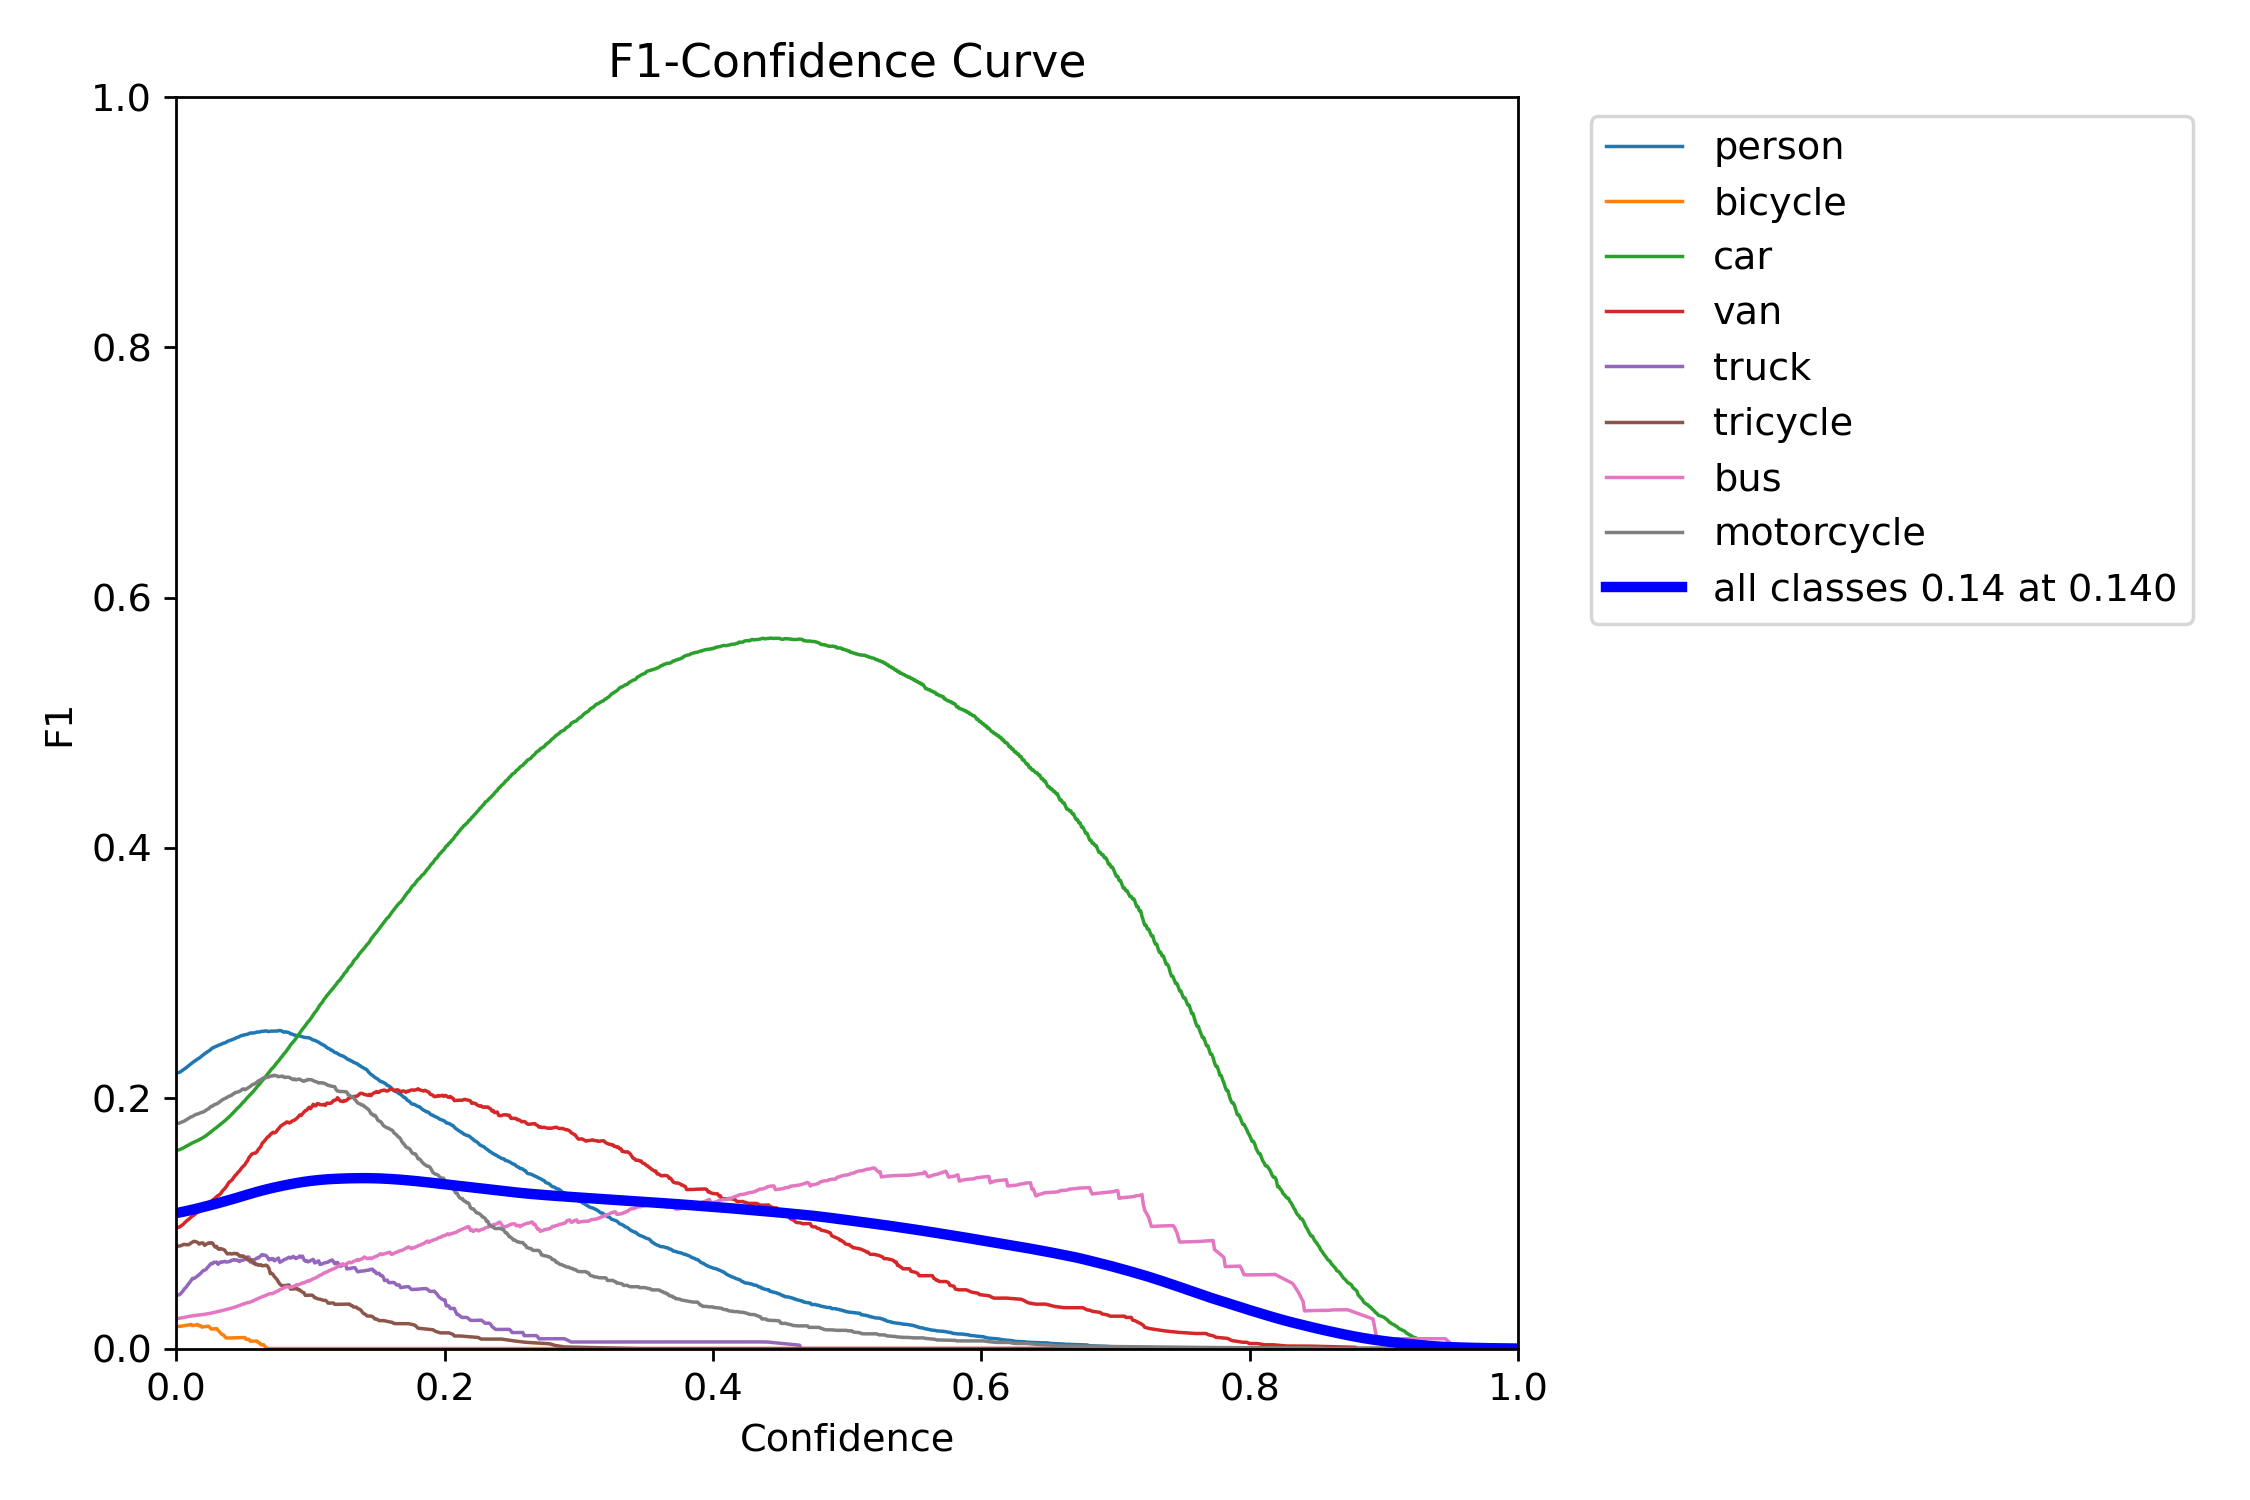 F1-Confidence Curve
1.0
0.8
0.6
0.4
0.2
0.0
F1
0.0 0.2 0.4 0.6 0.8 1.0
Confidence
person
bicycle
car
van
truck
tricycle
bus
motorcycle
all classes 0.14 at 0.140